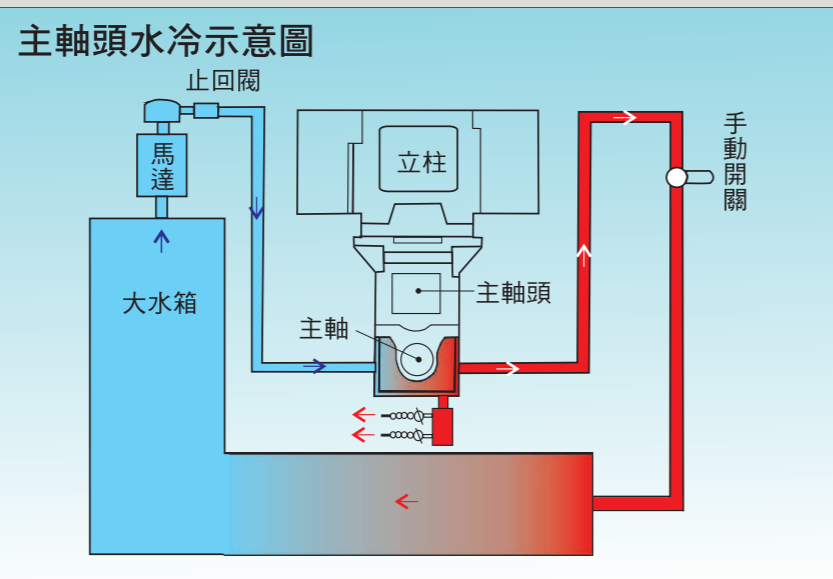 主軸頭水冷示意圖
止回閥
馬達
立柱
手動開關
大水箱
主軸頭
主軸